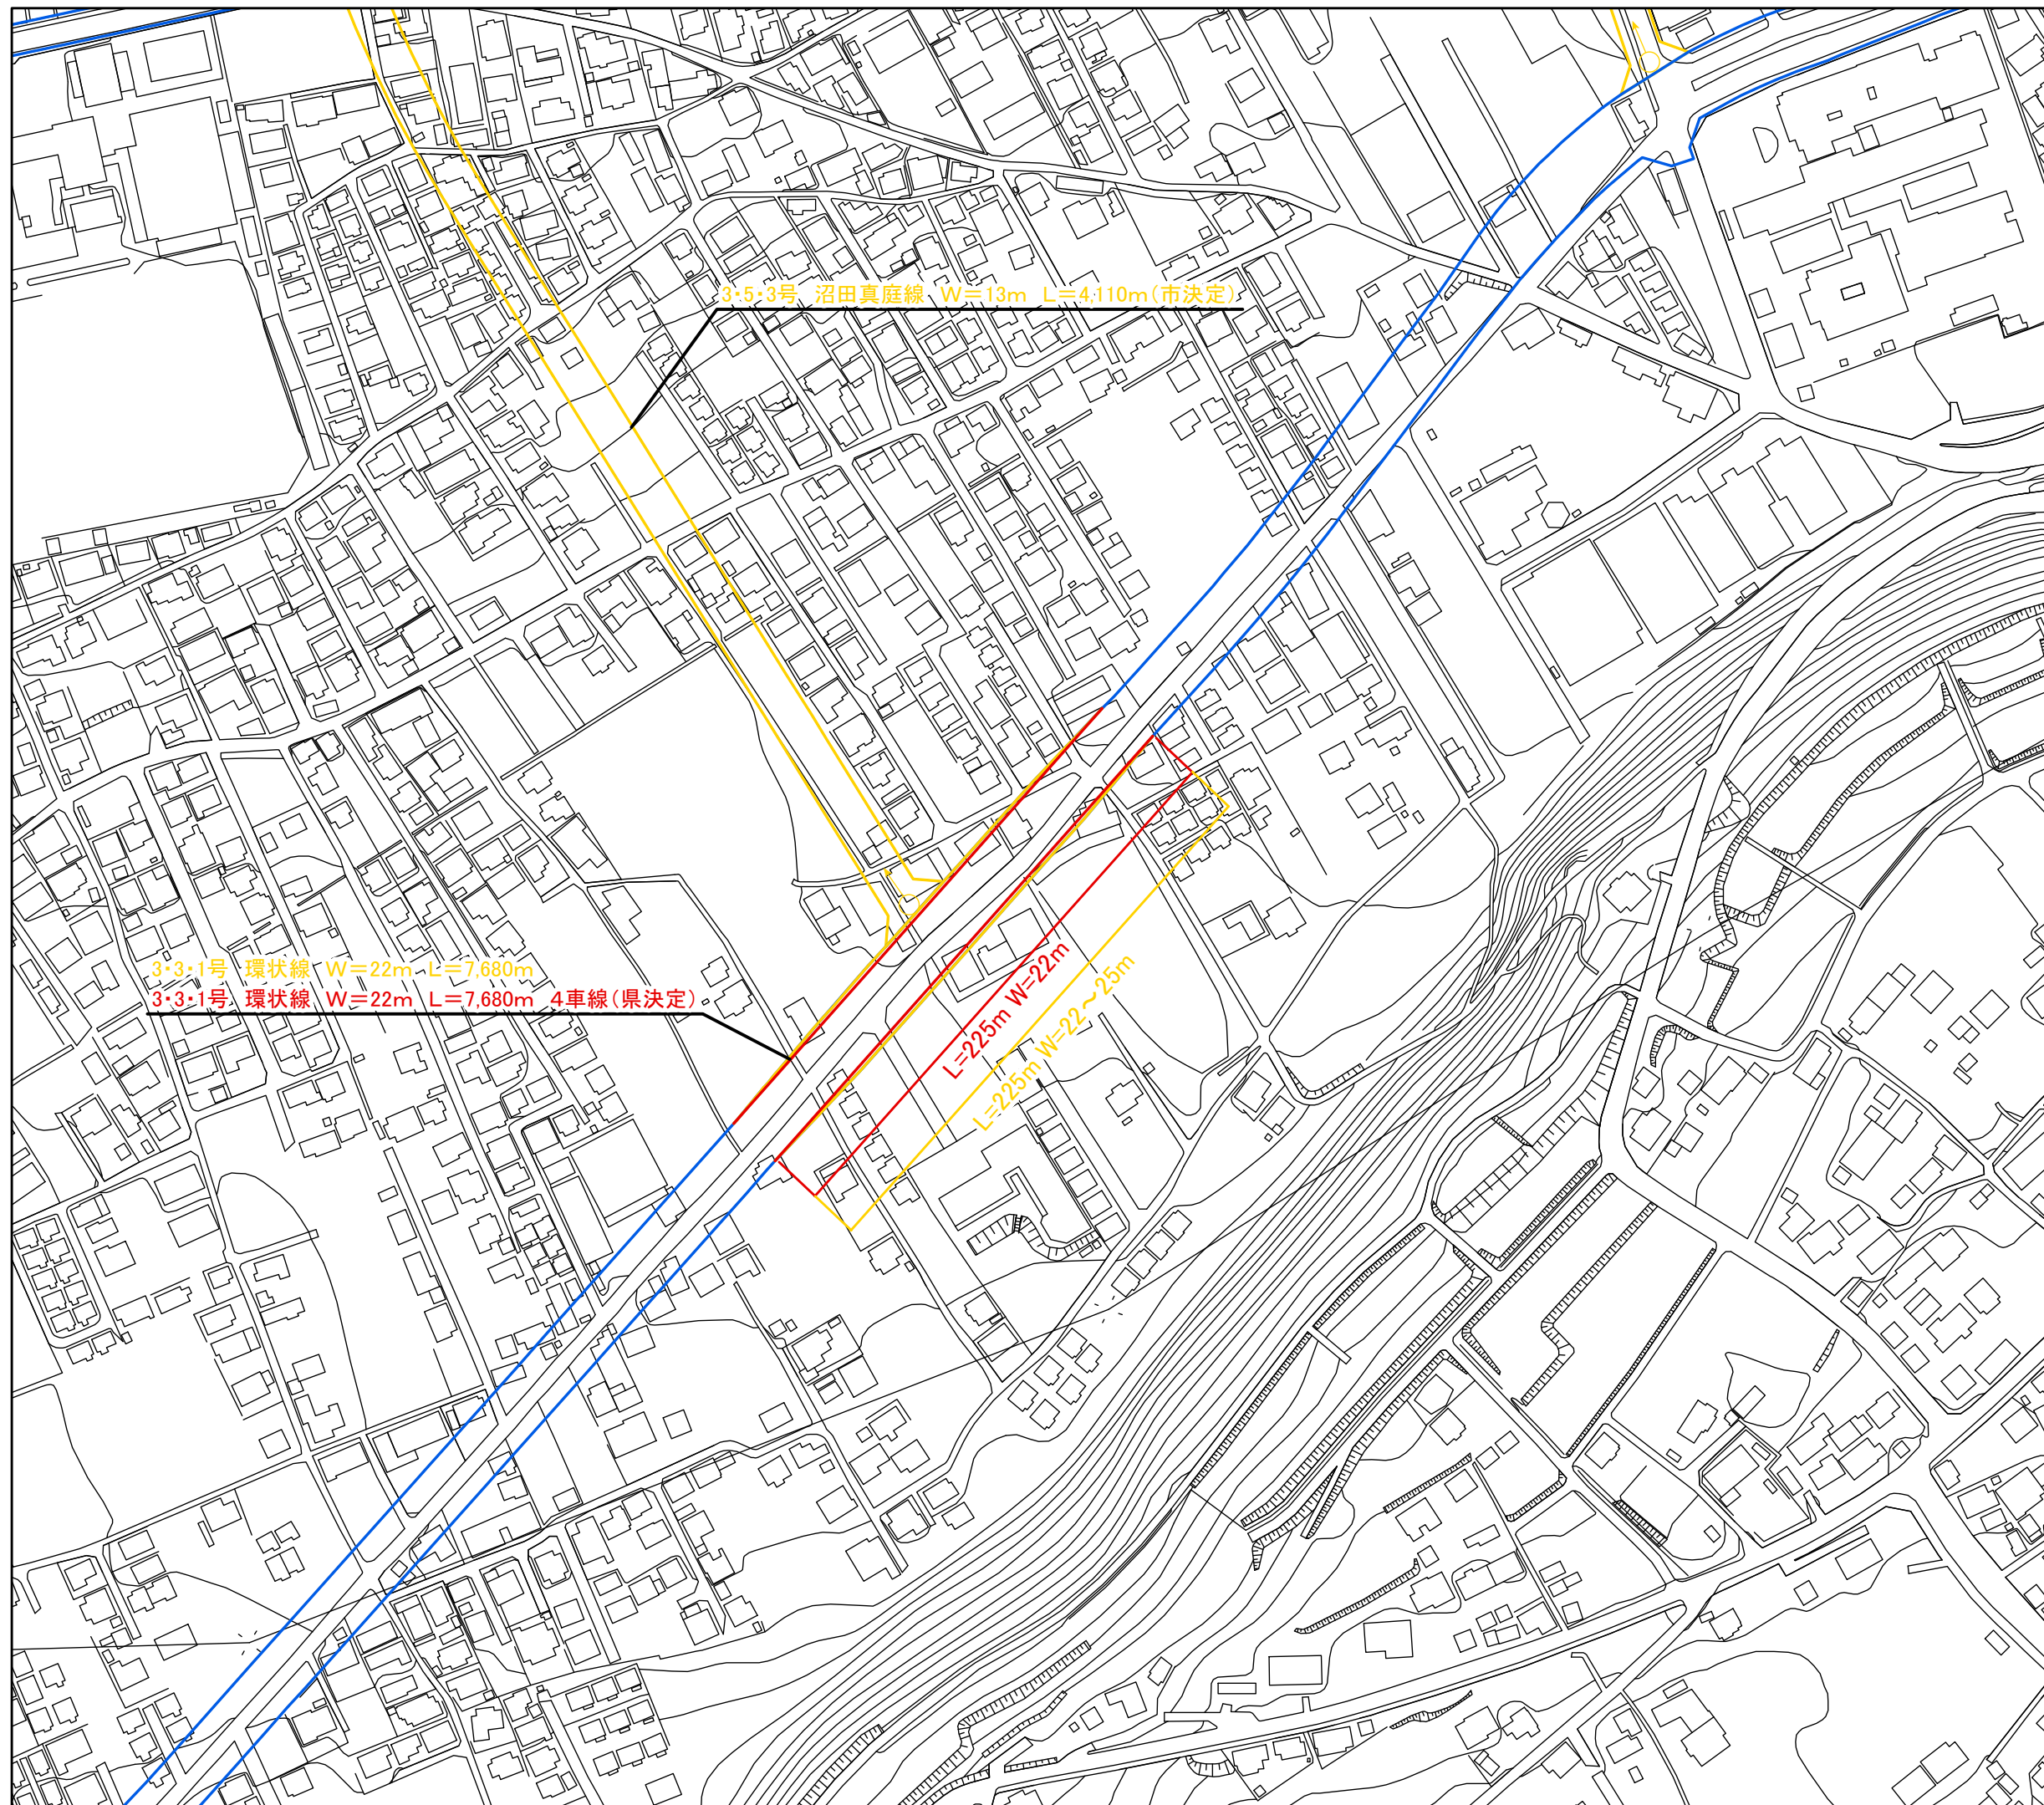 3・5・3号 沼田真庭線 W=13m L=4,110m(市決定)
3・3・1号 環状線 W=22m L=7,680m
3・3・1号 環状線 W=22m L=7,680m 4車線(県決定)
L=225m W=22m
L=225m W=22～25m